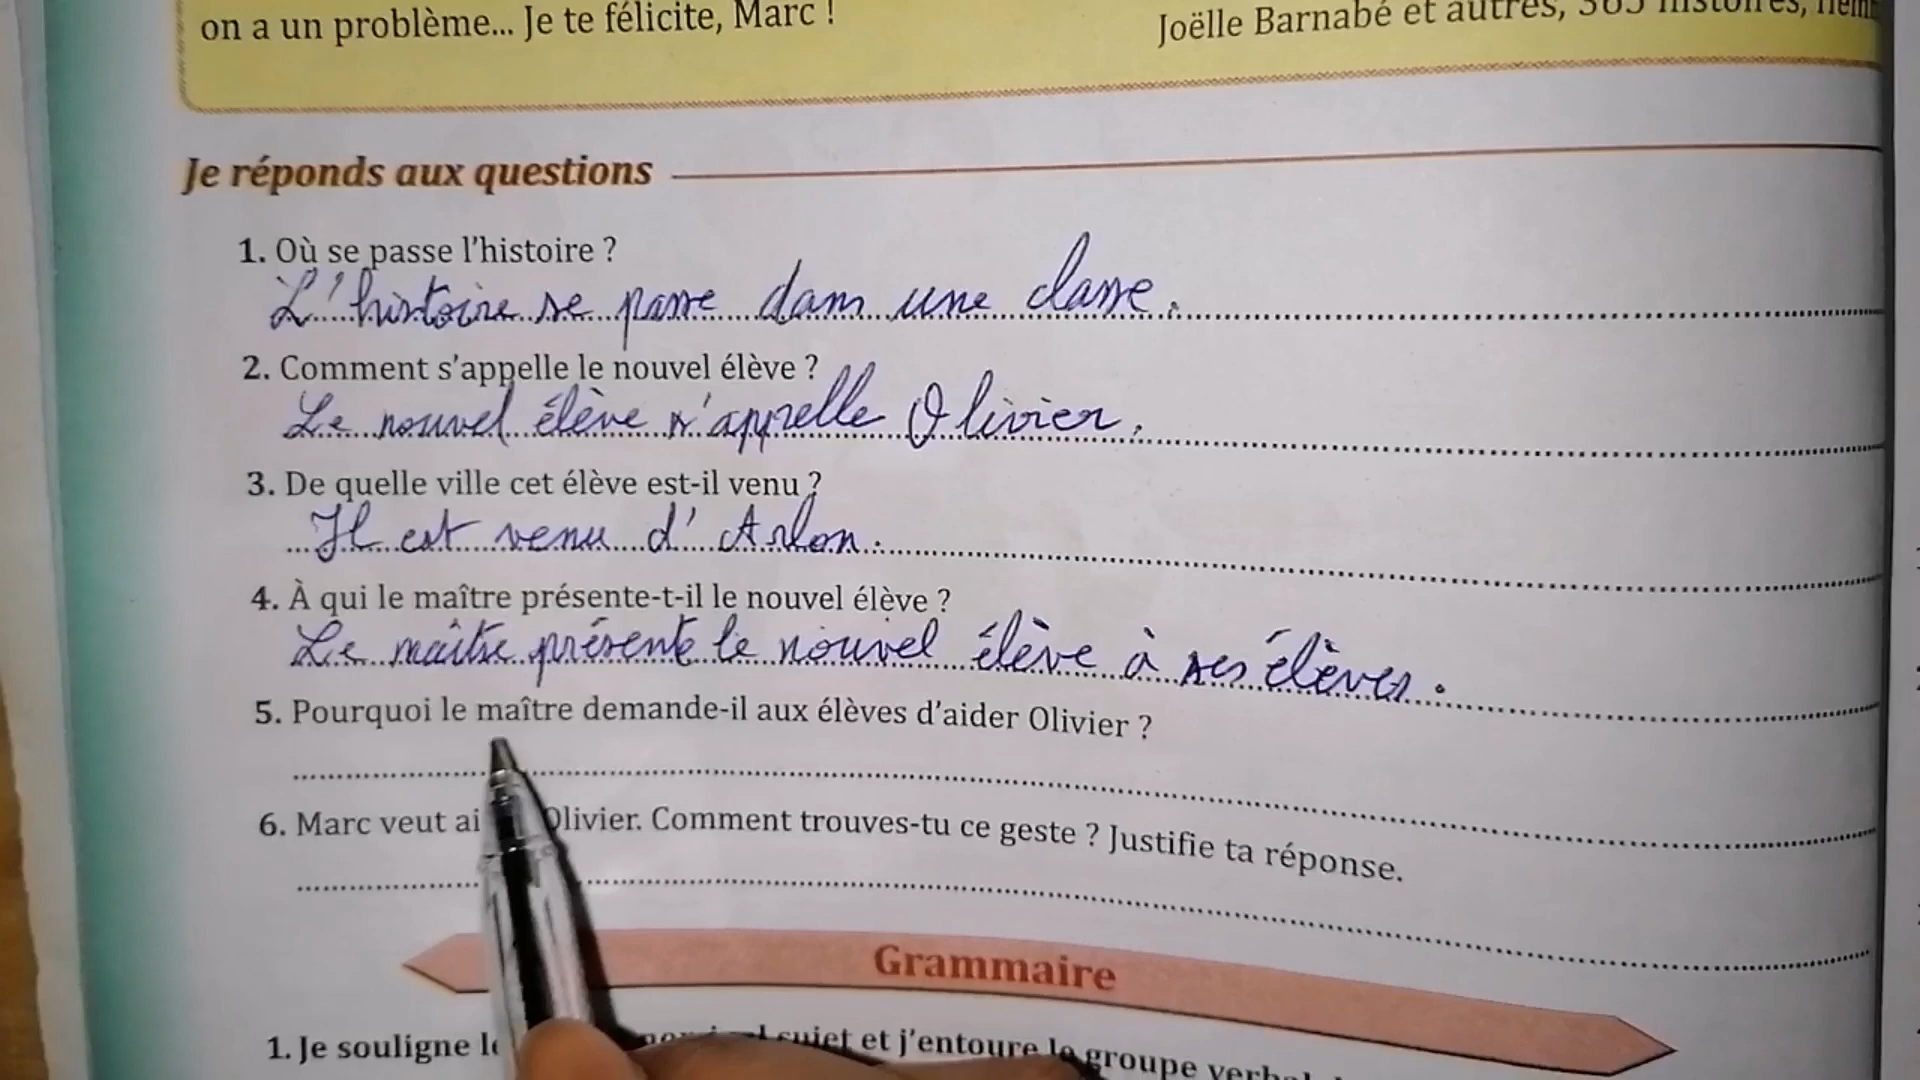 on a un problème... Je te félicite, Marc !
Joëlle Barnabé et autres, 365 histoires,
Je réponds aux questions
1. Où se passe l'histoire ?
L'histoire se passe dans une classe.
2. Comment s'appelle le nouvel élève ?
Le nouvel élève s'appelle Olivier.
3. De quelle ville cet élève est-il venu ?
Il est venu d'Arlon.
4. À qui le maître présente-t-il le nouvel élève ?
Le maître présente le nouvel élève à ses élèves.
5. Pourquoi le maître demande-il aux élèves d'aider Olivier ?
6. Marc veut Olivier. Comment trouves-tu ce geste ? Justifie ta réponse.
Grammaire
1. Je souligne sujet et j'entoure le groupe